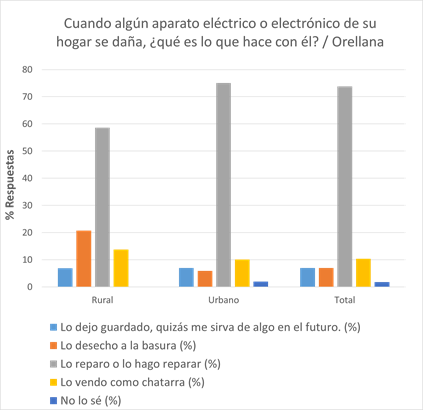 Cuando algún aparato eléctrico o electrónico de su
hogar se daña, ¿qué es lo que hace con él? / Orellana
80
70
60
50
40
30
20
10
0
% Respuestas
Rural
Urbano
Total
Lo dejo guardado, quizás me sirva de algo en el futuro. (%)
Lo desecho a la basura (%)
Lo reparo o lo hago reparar (%)
Lo vendo como chatarra (%)
No lo sé (%)